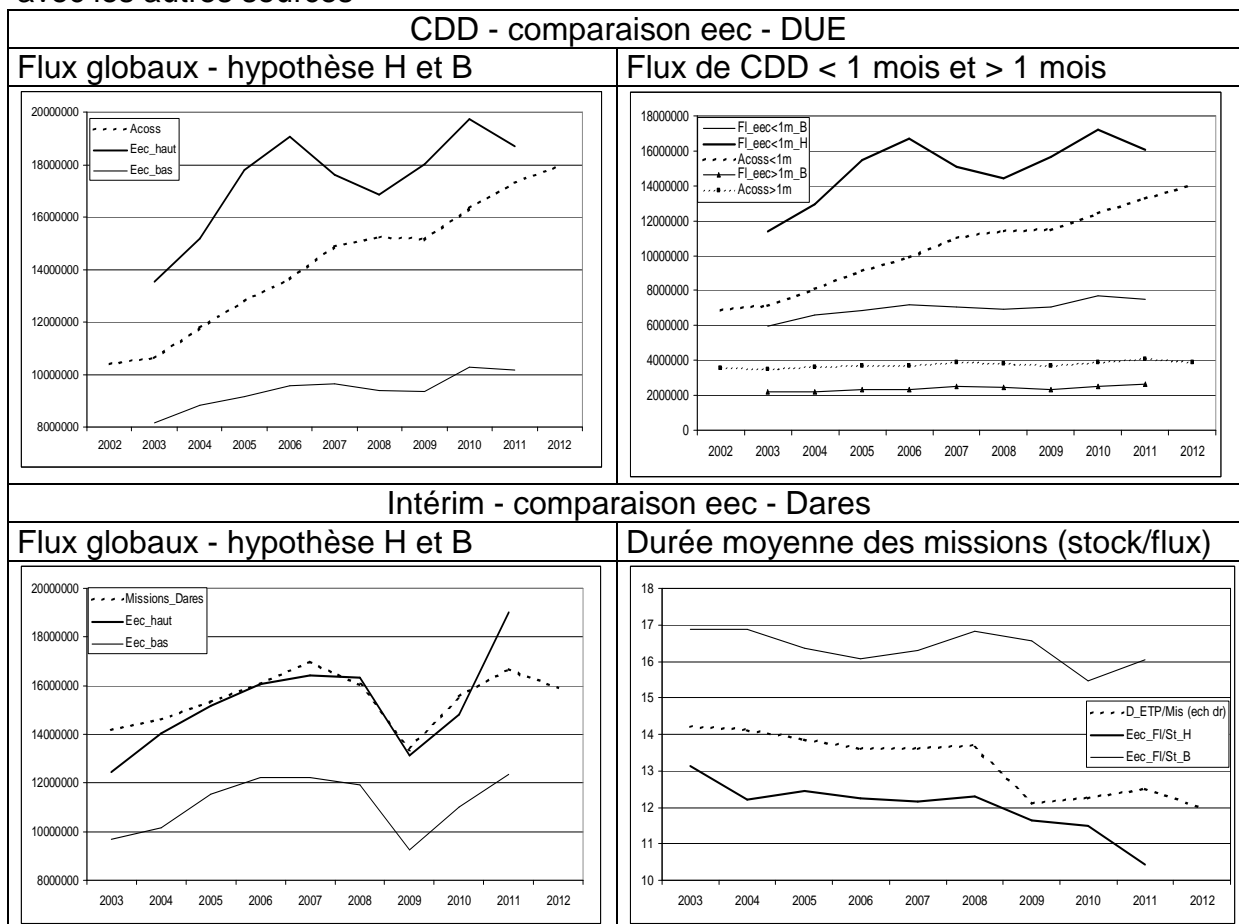 avec les autres sources
CDD - comparaison eec - DUE
Flux globaux - hypothèse H et B
Flux de CDD < 1 mois et > 1 mois
20000000
18000000
16000000
14000000
12000000
10000000
8000000
Acoss
Eec_haut
Eec_bas
2002 2003 2004 2005 2006 2007 2008 2009 2010 2011 2012
18000000
16000000
14000000
12000000
10000000
8000000
6000000
4000000
2000000
0
Fl_eec<1m_B
Fl_eec<1m_H
Acoss<1m
Fl_eec>1m_B
Acoss>1m
2002 2003 2004 2005 2006 2007 2008 2009 2010 2011 2012
Intérim - comparaison eec - Dares
Flux globaux - hypothèse H et B
Durée moyenne des missions (stock/flux)
20000000
18000000
16000000
14000000
12000000
10000000
8000000
Missions_Dares
Eec_haut
Eec_bas
2003 2004 2005 2006 2007 2008 2009 2010 2011 2012
18
17
16
15
14
13
12
11
10
D_ETP/Mis (ech dr)
Eec_Fl/St_H
Eec_Fl/St_B
2003 2004 2005 2006 2007 2008 2009 2010 2011 2012